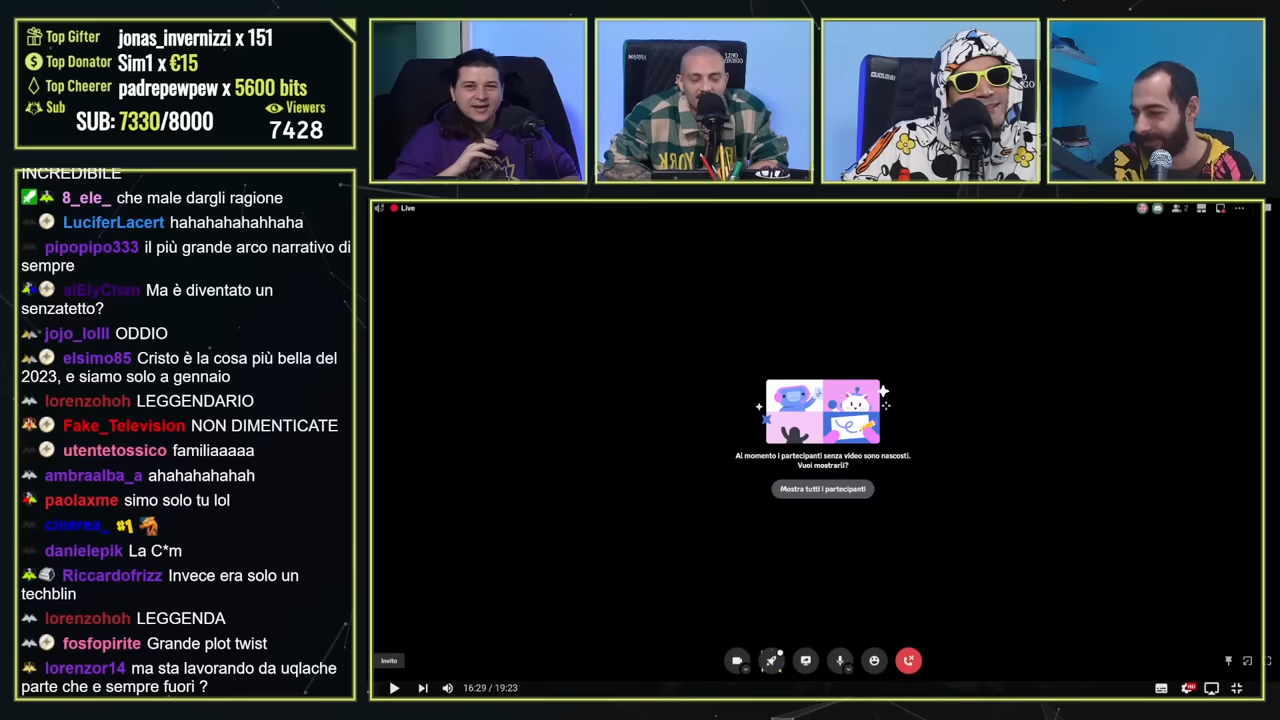 Top Gifter jonas_invernizzi x 151
Top Donator Sim1 x €15
Top Cheerer padrepewpew x 5600 bits
Sub Viewers
SUB: 7330/8000 7428
INCREDIBILE
8_ele_ che male dargli ragione
LuciferLacert hahahahahahhaha
pipopipo333 il più grande arco narrativo di
sempre
aiElyChan Ma è diventato un
senzatetto?
jojo_lolll ODDIO
elsimo85 Cristo è la cosa più bella del
2023, e siamo solo a gennaio
lorenzohoh LEGGENDARIO
Fake_Television NON DIMENTICATE
utentetossico familiaaaaa
ambraalba_a ahahahahahah
paolaxme simo solo tu lol
cinerea_ #1
danielepik La C*m
Riccardofrizz Invece era solo un
techblin
lorenzohoh LEGGENDA
fosfopirite Grande plot twist
lorenzor14 ma sta lavorando da uqlache
parte che e sempre fuori ?
YORK
Live
2
Al momento i partecipanti senza video sono nascosti.
Vuoi mostrarli?
Mostra tutti i partecipanti
Invito
16:29 / 19:23
HD